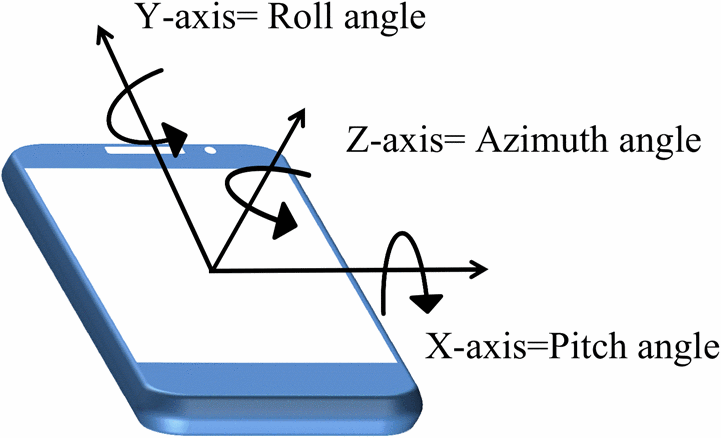 Y-axis= Roll angle
Z-axis= Azimuth angle
X-axis=Pitch angle